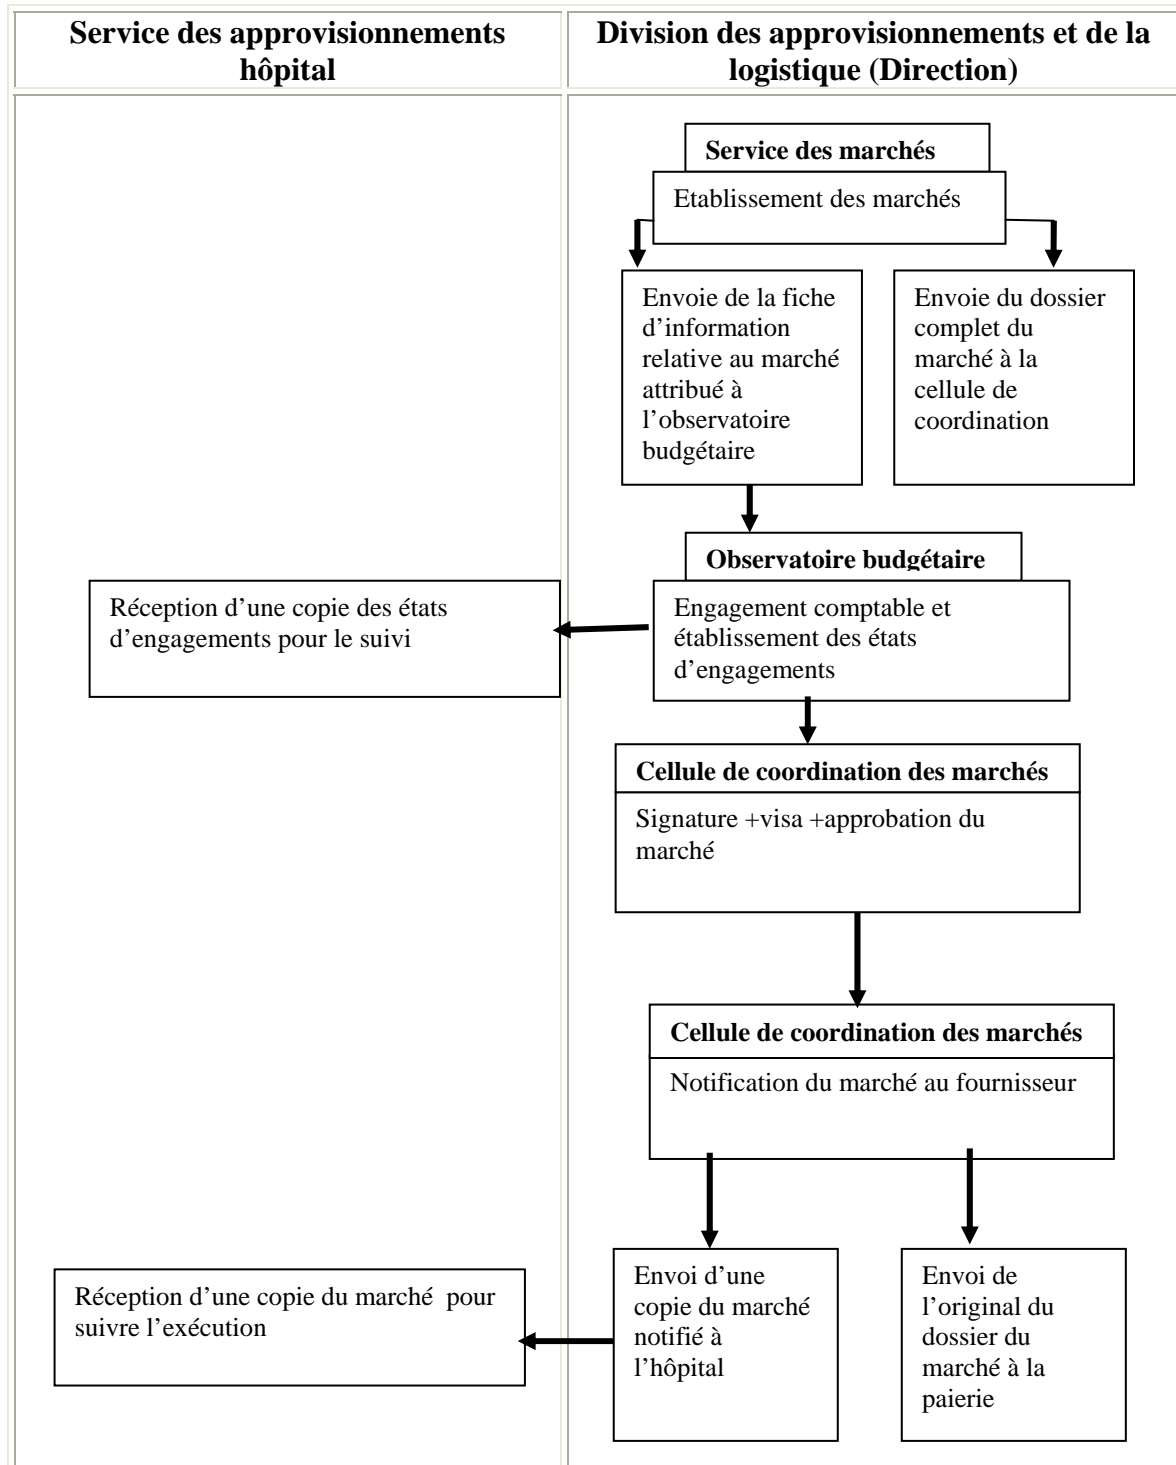 Service des approvisionnements
hôpital
Division des approvisionnements et de la
logistique (Direction)
Service des marchés
Etablissement des marchés
Envoie de la fiche
d’information
relative au marché
attribué à
l’observatoire
budgétaire
Envoie du dossier
complet du
marché à la
cellule de
coordination
Observatoire budgétaire
Réception d’une copie des états
d’engagements pour le suivi
Engagement comptable et
établissement des états
d’engagements
Cellule de coordination des marchés
Signature +visa +approbation du
marché
Cellule de coordination des marchés
Notification du marché au fournisseur
Réception d’une copie du marché  pour
suivre l’exécution
Envoi d’une
copie du marché
notifié à
l’hôpital
Envoi de
l’original du
dossier du
marché à la
paierie